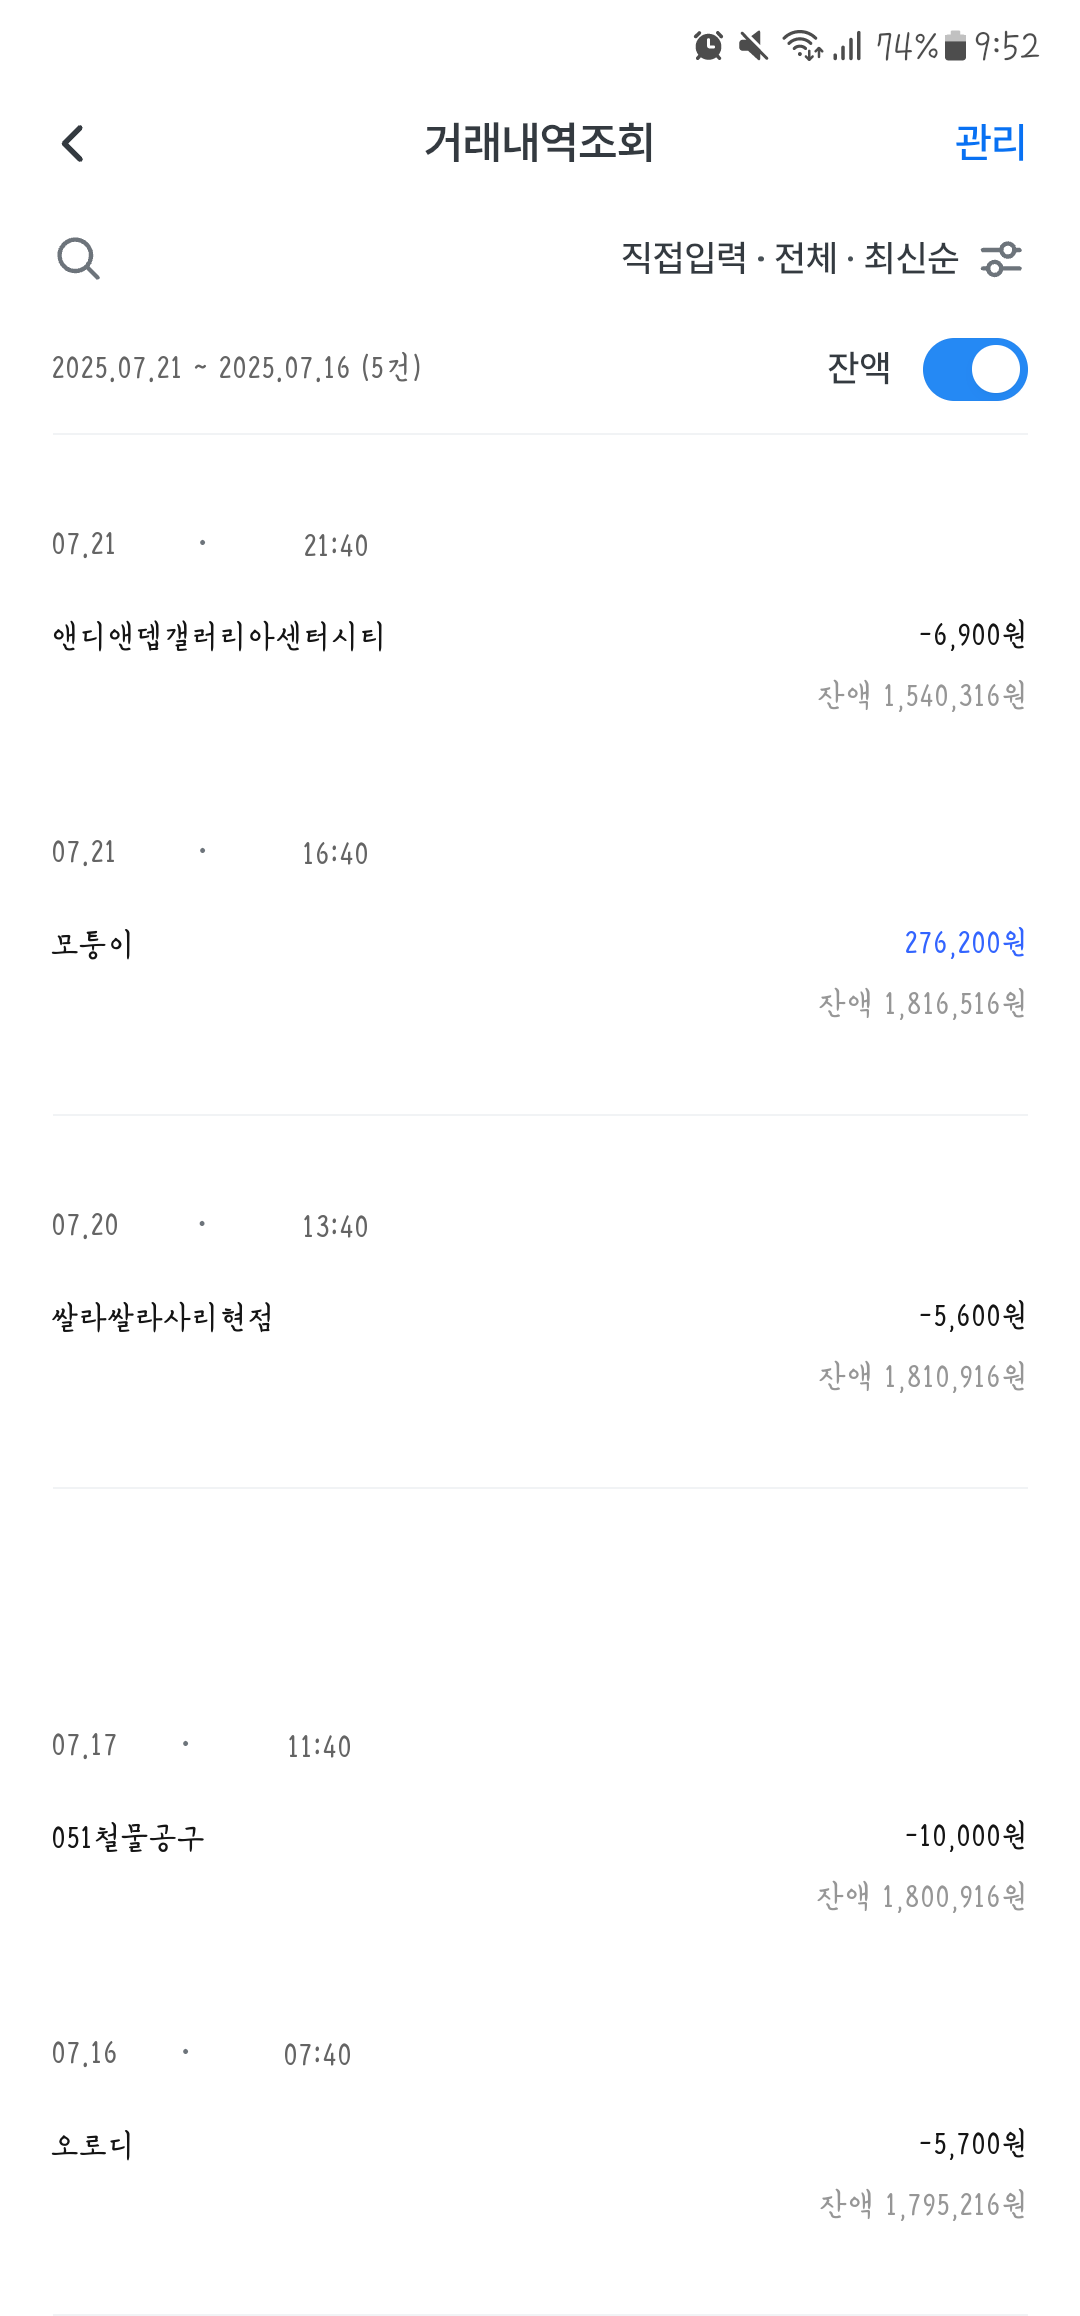 74% 9:52
거래내역조회 관리
직접입력 · 전체 · 최신순
2025.07.21 ~ 2025.07.16 (5건) 잔액
07.21 · 21:40
앤디앤뎁갤러리아센터시티 -6,900원
잔액 1,540,316원
07.21 · 16:40
모퉁이 276,200원
잔액 1,816,516원
07.20 · 13:40
쌀라쌀라사리현점 -5,600원
잔액 1,810,916원
07.17 · 11:40
051철물공구 -10,000원
잔액 1,800,916원
07.16 · 07:40
오로디 -5,700원
잔액 1,795,216원